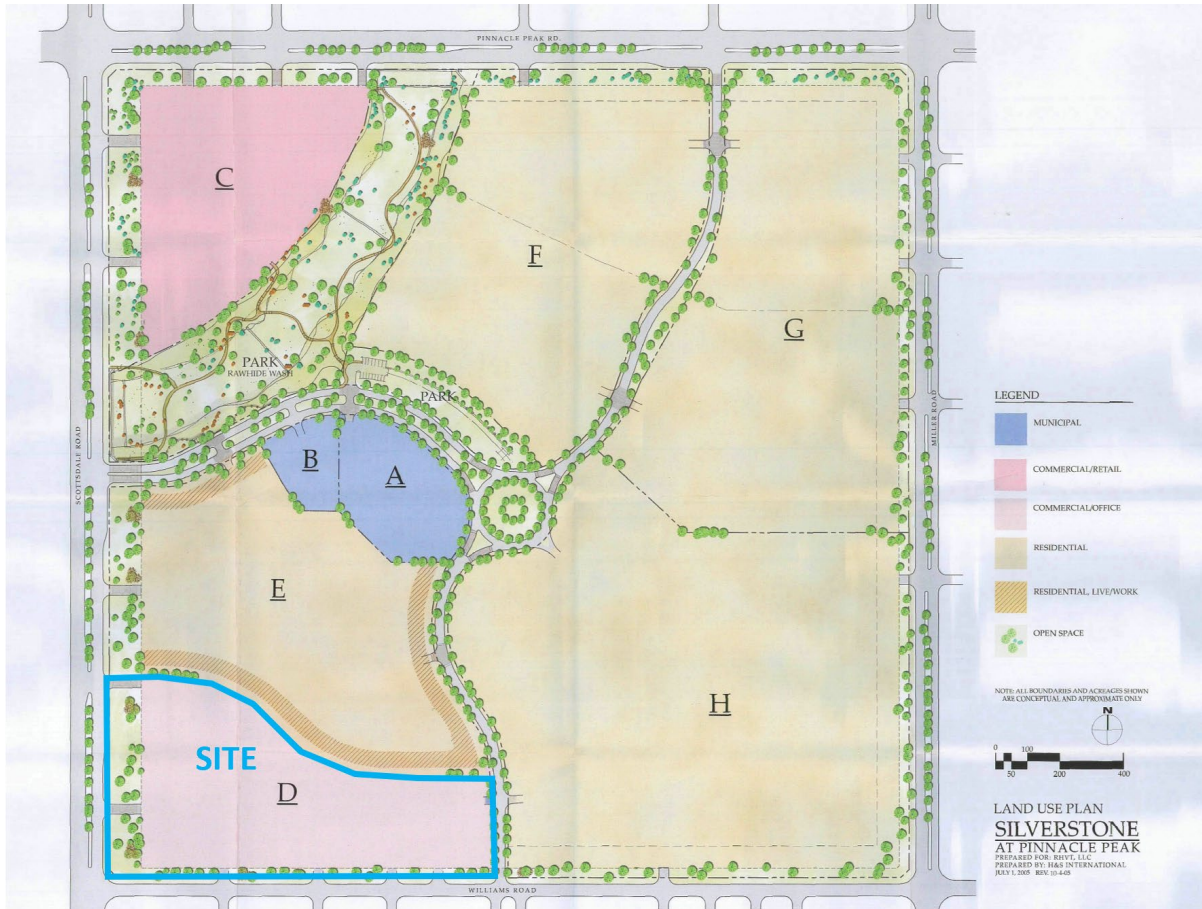 PINNACLE PEAK RD.
C
F
G
PARK
RAWHIDE WASH
PARK
SCOTTSDALE ROAD
MILLER ROAD
B
A
E
H
SITE
D
WILLIAMS ROAD
LEGEND
MUNICIPAL
COMMERCIAL/RETAIL
COMMERCIAL/OFFICE
RESIDENTIAL
RESIDENTIAL, LIVE/WORK
OPEN SPACE
NOTE: ALL BOUNDARIES AND ACREAGES SHOWN
ARE CONCEPTUAL AND APPROXIMATE ONLY
N
0 100
50 200 400
LAND USE PLAN
SILVERSTONE
AT PINNACLE PEAK
PREPARED FOR: RHVT, LLC
PREPARED BY: H&S INTERNATIONAL
JULY 1, 2005 REV. 10-4-05